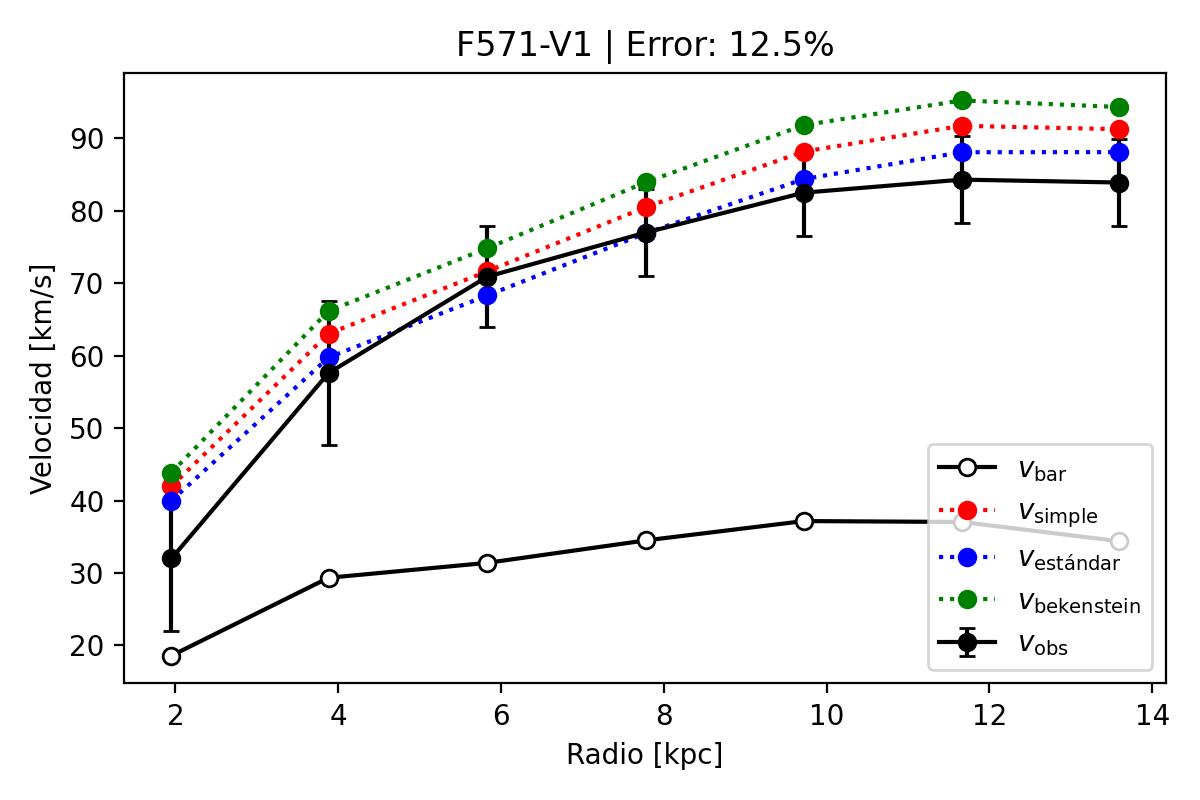 F571-V1 | Error: 12.5%
Velocidad [km/s]
90
80
70
60
50
40
30
20
2 4 6 8 10 12 14
Radio [kpc]
v_bar
v_simple
v_estándar
v_bekenstein
v_obs